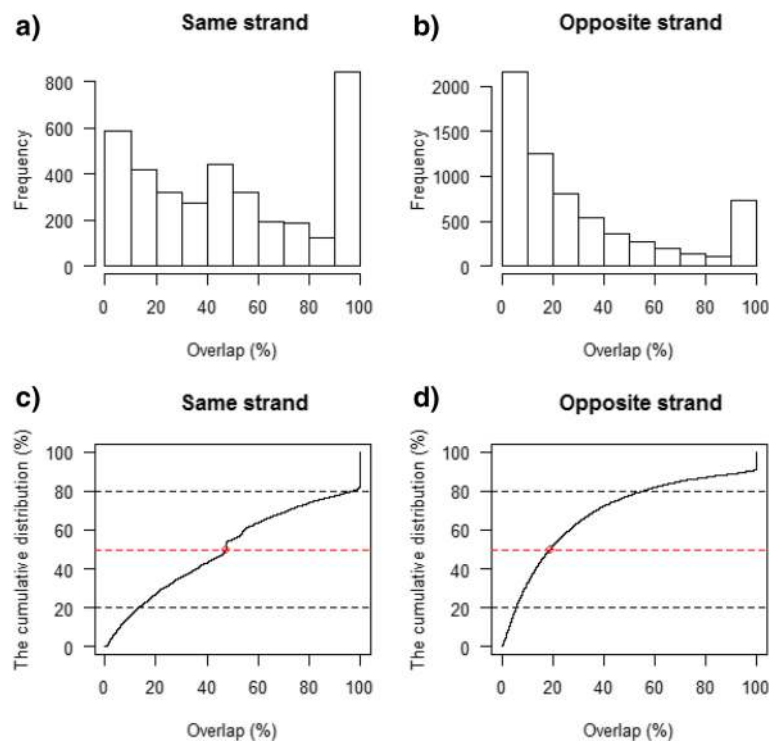 a)
Same strand
800
600
400
200
0
Frequency
0 20 40 60 80 100
Overlap (%)
b)
Opposite strand
2000
1500
1000
500
0
Frequency
0 20 40 60 80 100
Overlap (%)
c)
Same strand
100
80
60
40
20
0
The cumulative distribution (%)
0 20 40 60 80 100
Overlap (%)
d)
Opposite strand
100
80
60
40
20
0
The cumulative distribution (%)
0 20 40 60 80 100
Overlap (%)